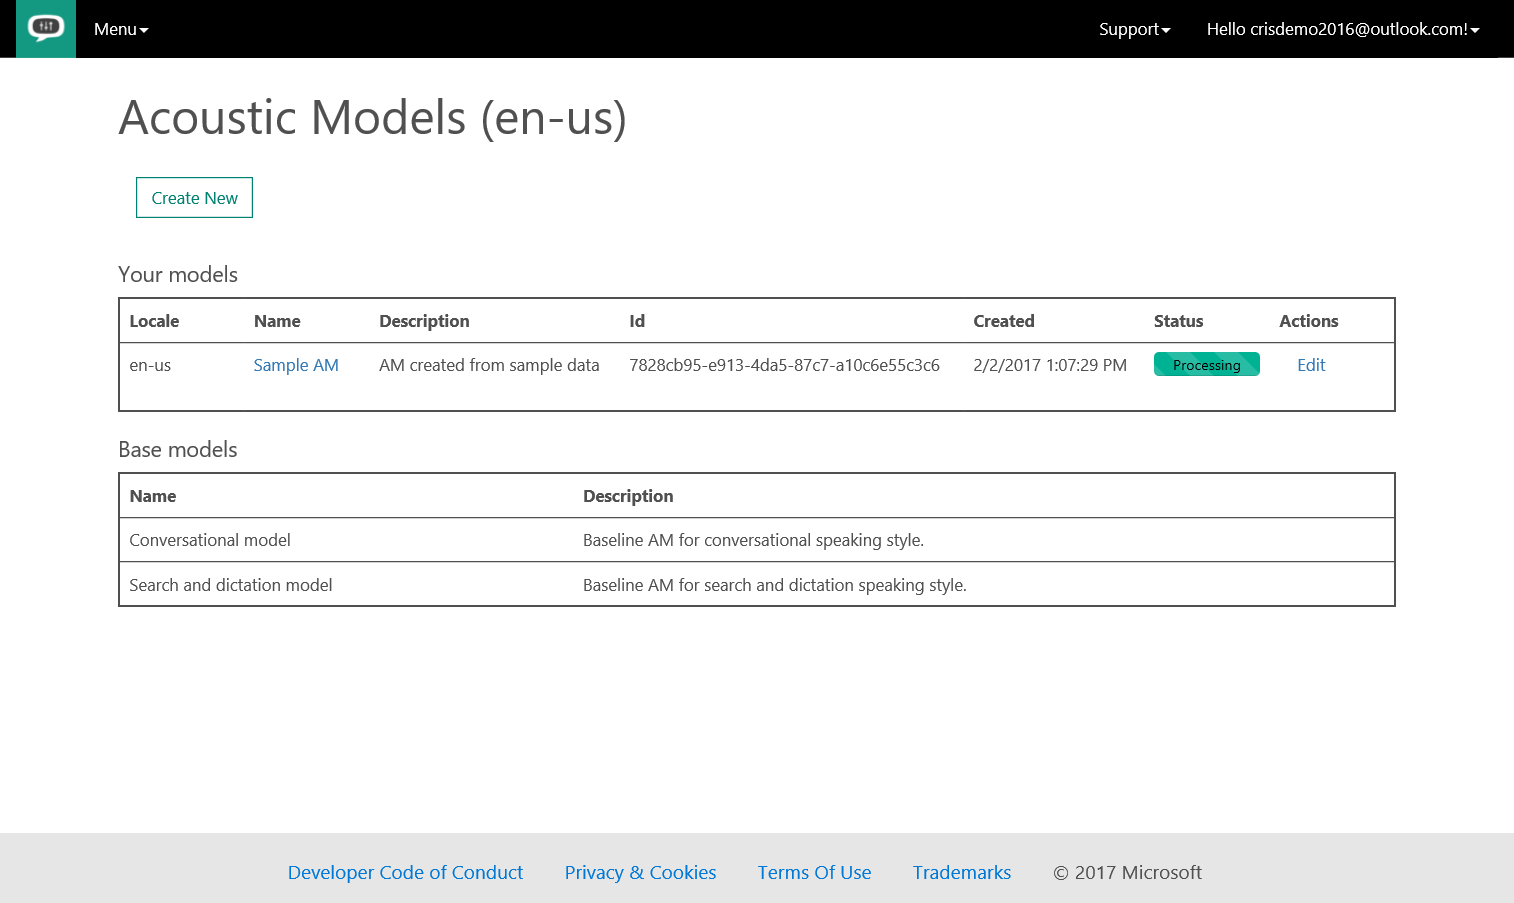 Menu Support Hello crisdemo2016@outlook.com!
Acoustic Models (en-us)
Create New
Your models
Locale Name Description Id Created Status Actions
en-us Sample AM AM created from sample data 7828cb95-e913-4da5-87c7-a10c6e55c3c6 2/2/2017 1:07:29 PM Processing Edit
Base models
Name Description
Conversational model Baseline AM for conversational speaking style.
Search and dictation model Baseline AM for search and dictation speaking style.
Developer Code of Conduct Privacy & Cookies Terms Of Use Trademarks © 2017 Microsoft